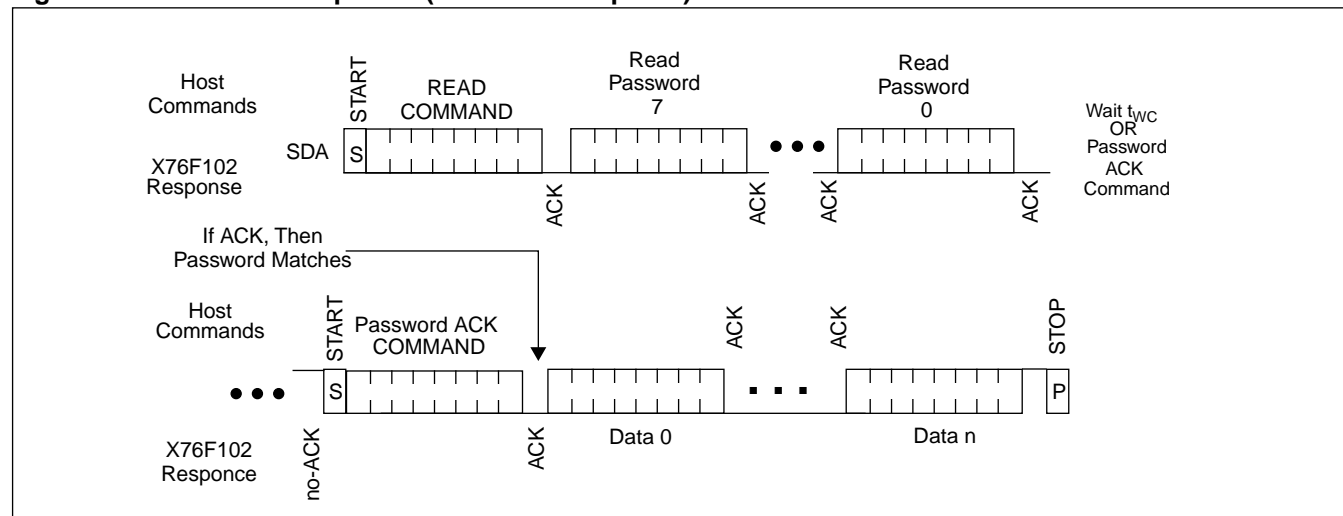 Host
Commands
START
READ
COMMAND
Read
Password
7
Read
Password
0
Wait tWC
OR
Password
ACK
Command
SDA
S
X76F102
Response
ACK
ACK
ACK
ACK
If ACK, Then
Password Matches
Host
Commands
START
Password ACK
COMMAND
ACK
ACK
STOP
S
P
X76F102
Responce
no-ACK
ACK
Data 0
Data n